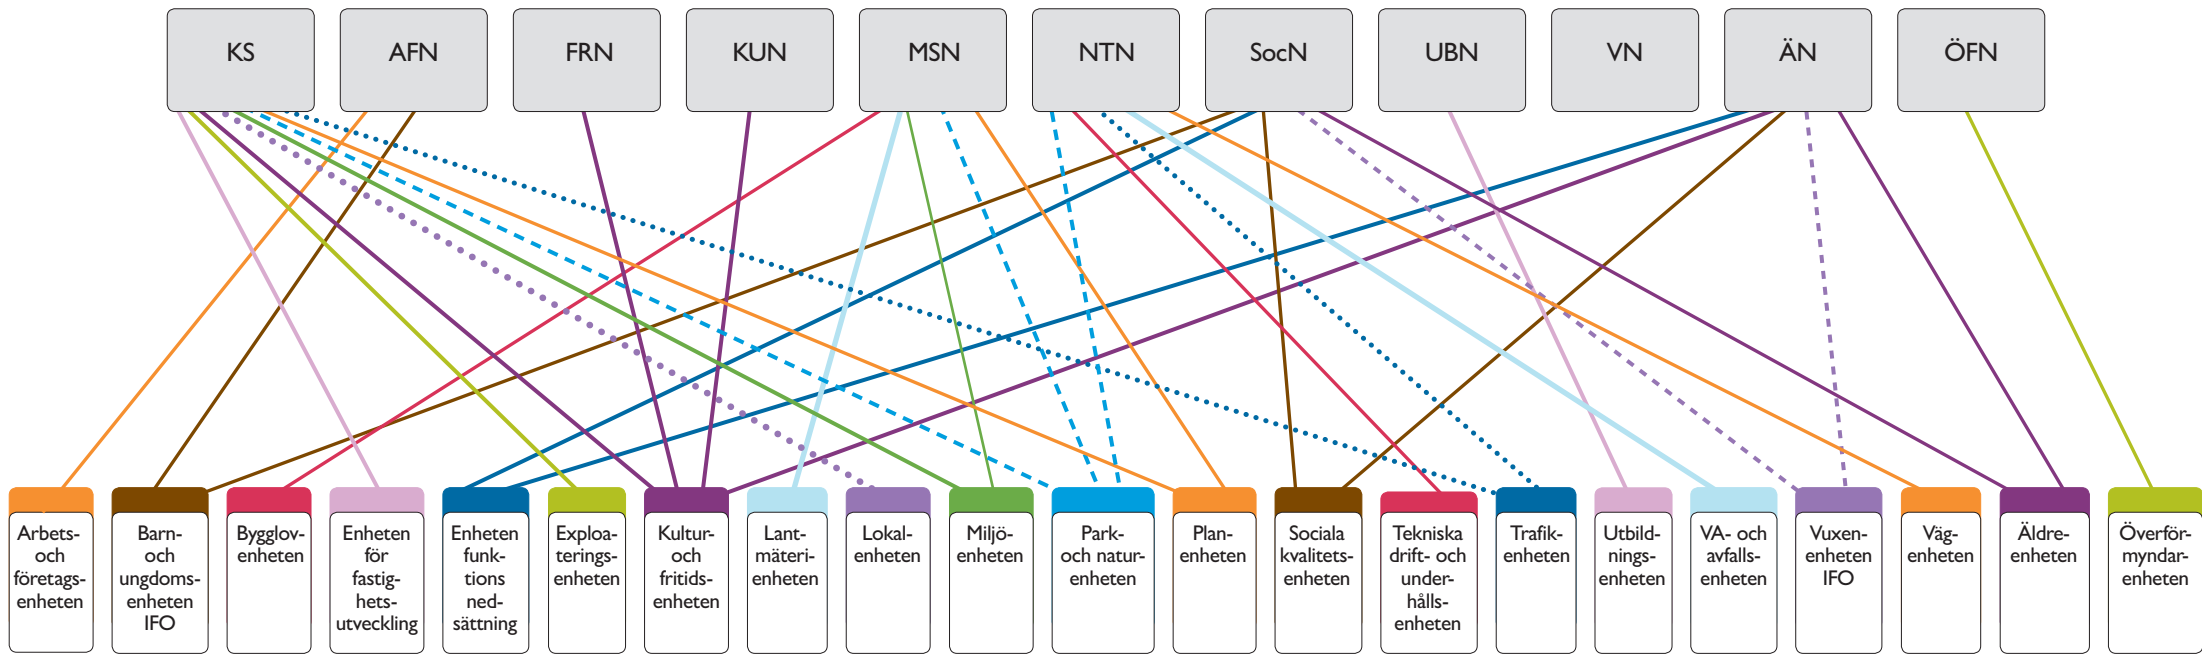 KS
AFN
FRN
KUN
MSN
NTN
SocN
UBN
VN
ÄN
ÖFN
Arbets-
och
företags-
enheten
Barn-
och
ungdoms-
enheten
IFO
Bygglov-
enheten
Enheten
för
fastig-
hets-
utveckling
Enheten
funk-
tions
ned-
sättning
Exploa-
terings-
enheten
Kultur-
och
fritids-
enheten
Lant-
mäteri-
enheten
Lokal-
enheten
Miljö-
enheten
Park-
och natur-
enheten
Plan-
enheten
Sociala
kvalitets-
enheten
Tekniska
drift- och
under-
hålls-
enheten
Trafik-
enheten
Utbild-
nings-
enheten
VA- och
avfalls-
enheten
Vuxen-
enheten
IFO
Väg-
enheten
Äldre-
enheten
Överför-
myndar-
enheten